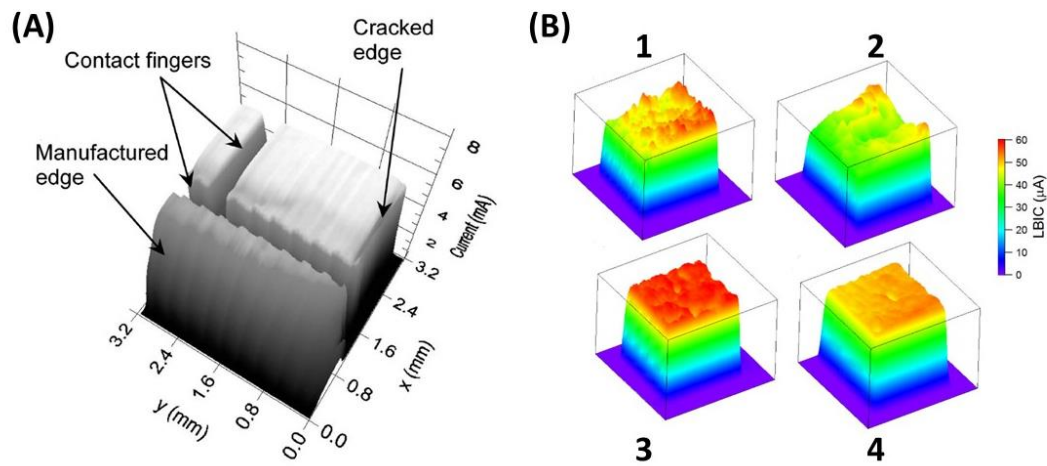 (A)
Contact fingers
Cracked
edge
Manufactured
edge
8
6
4
2
Current (mA)
3.2
2.4
1.6
0.8
0.0
x (mm)
3.2
2.4
1.6
0.8
0.0
y (mm)
(B)
1
2
3
4
60
50
40
30
20
10
0
LBIC (µA)